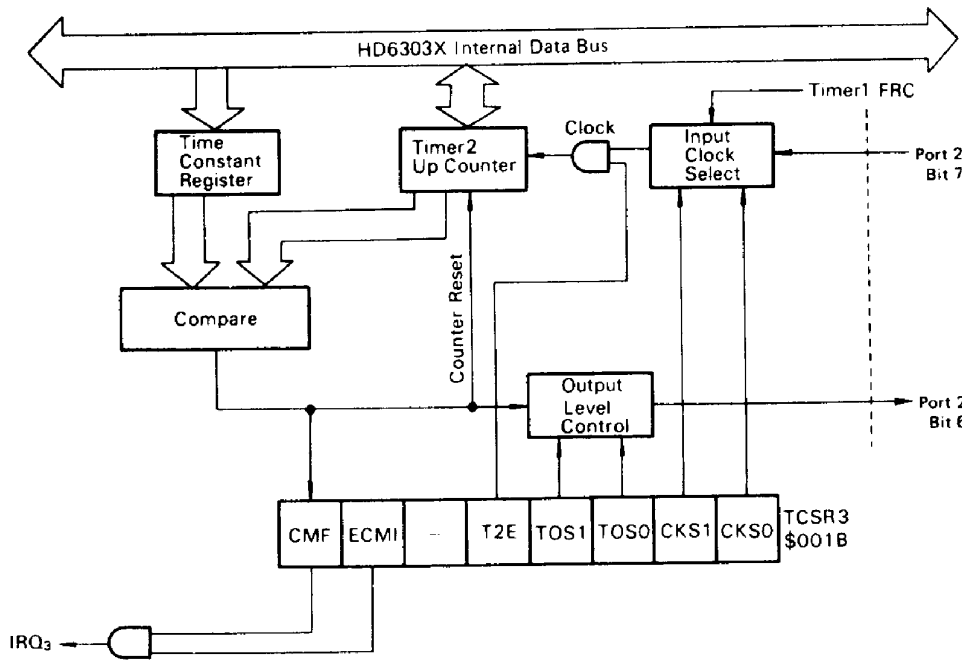 HD6303X Internal Data Bus
Timer1 FRC
Time
Constant
Register
Timer2
Up Counter
Clock
Input
Clock
Select
Port 2
Bit 7
Compare
Counter Reset
Output
Level
Control
Port 2
Bit 6
CMF
ECMI
–
T2E
TOS1
TOS0
CKS1
CKS0
TCSR3
$001B
IRQ₃